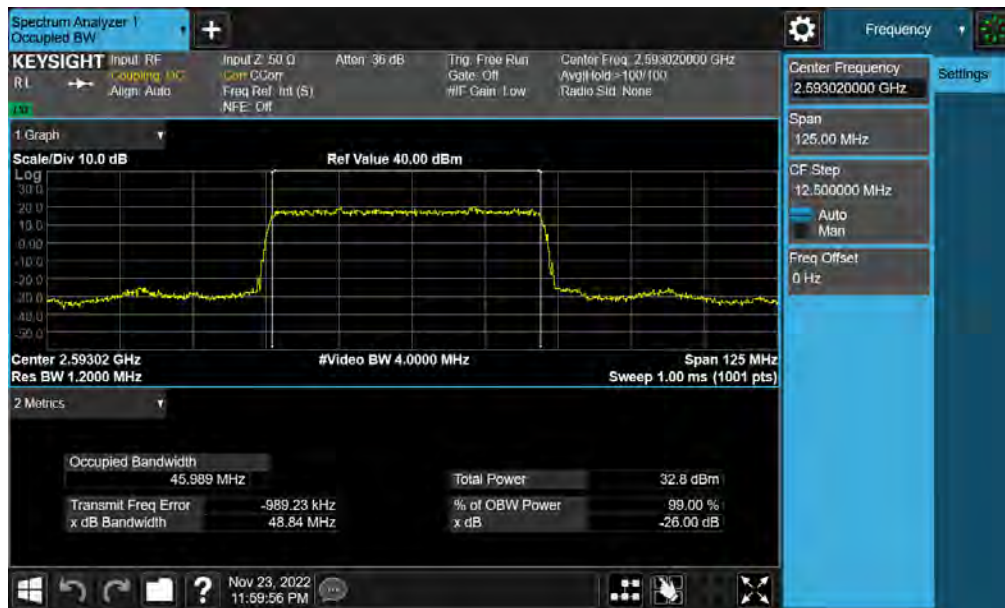 Spectrum Analyzer 1
Occupied BW
Frequency
KEYSIGHT
Input: RF
Coupling: DC
Align: Auto
Input Z: 50 Ω
Corr CCorr
Freq Ref: Int (S)
NFE: Off
Atten: 36 dB
Trig: Free Run
Gate: Off
#IF Gain: Low
Center Freq: 2.593020000 GHz
Avg|Hold:>100/100
Radio Std: None
Center Frequency
2.593020000 GHz
Settings
Span
125.00 MHz
CF Step
12.500000 MHz
Auto
Man
Freq Offset
0 Hz
1 Graph
Scale/Div 10.0 dB
Ref Value 40.00 dBm
Log
30.0
20.0
10.0
0.00
-10.0
-20.0
-30.0
-40.0
-50.0
Center 2.59302 GHz
#Video BW 4.0000 MHz
Span 125 MHz
Res BW 1.2000 MHz
Sweep 1.00 ms (1001 pts)
2 Metrics
Occupied Bandwidth
45.989 MHz
Total Power
32.8 dBm
Transmit Freq Error
-989.23 kHz
% of OBW Power
99.00 %
x dB Bandwidth
48.84 MHz
x dB
-26.00 dB
?
Nov 23, 2022
11:59:56 PM